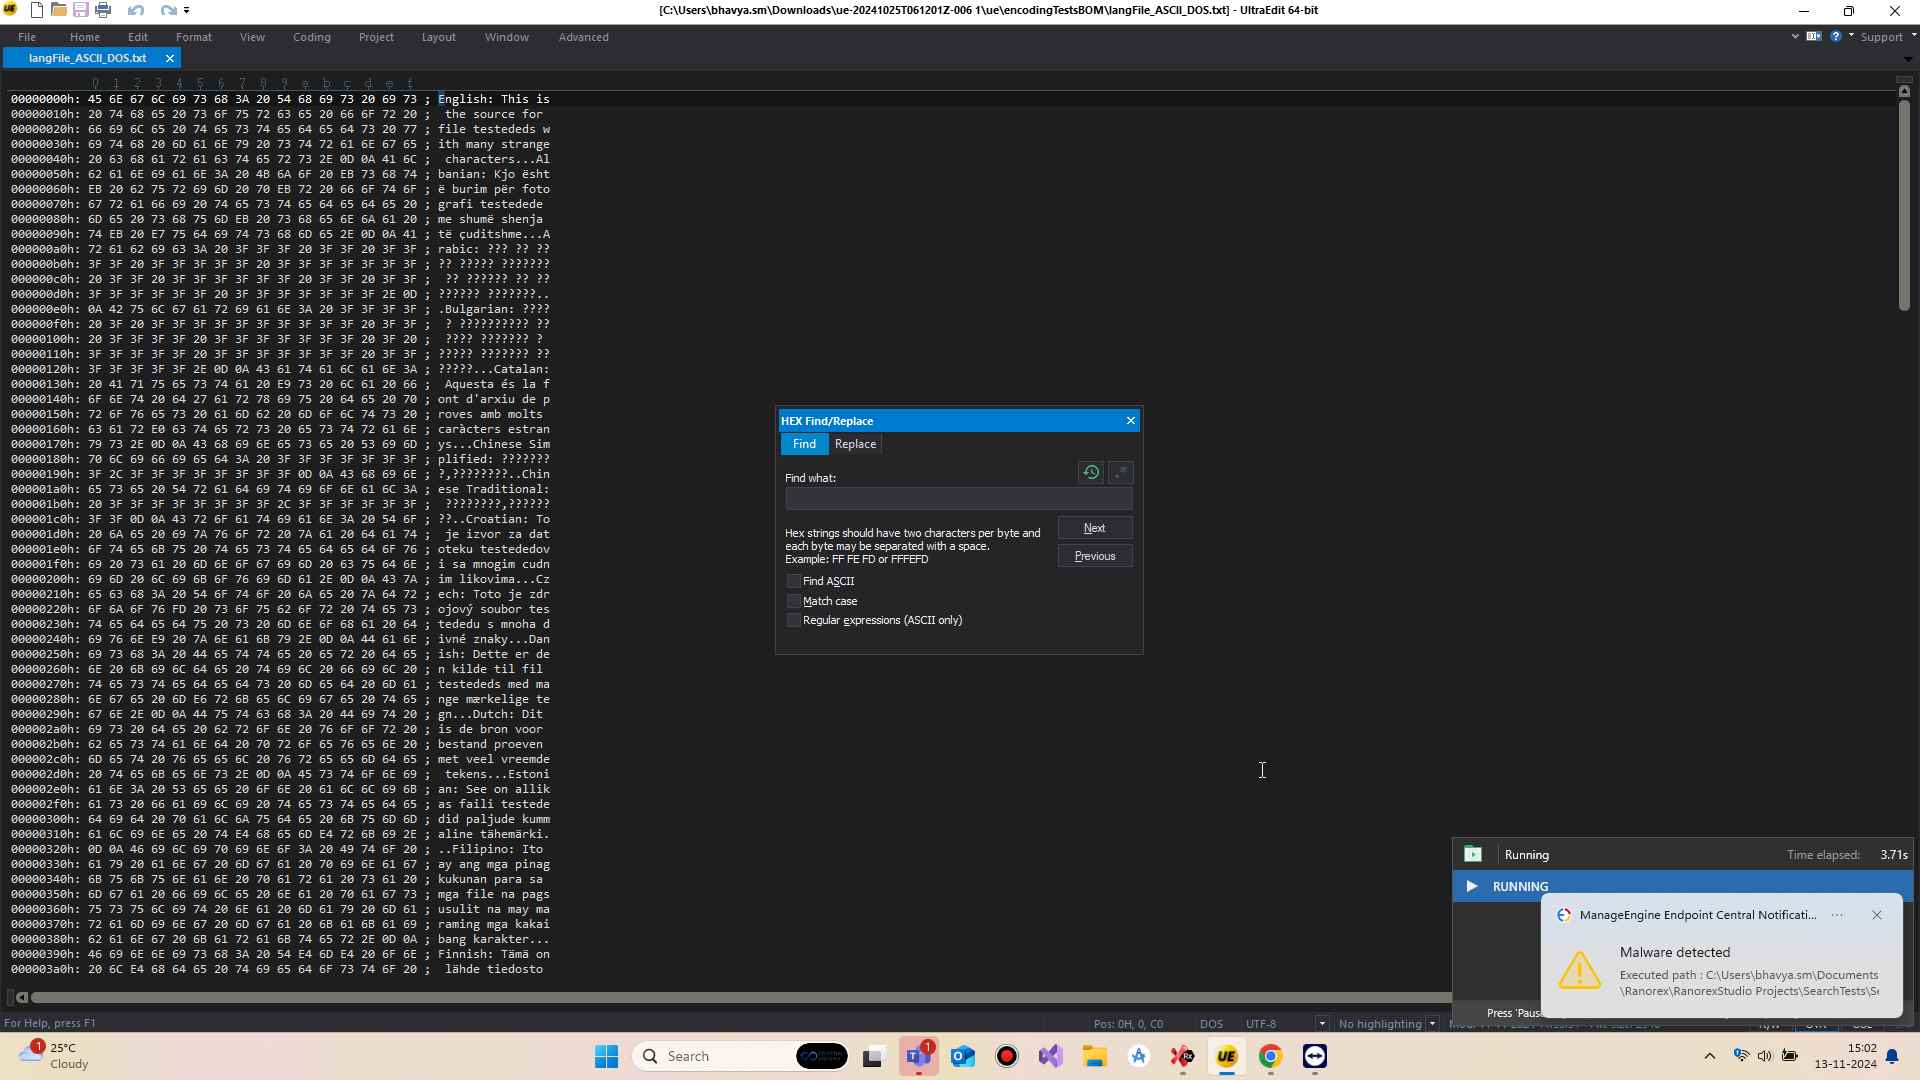 [C:\Users\bhavya.sm\Downloads\ue-20241025T061201Z-006 1\ue\encodingTestsBOM\langFile_ASCII_DOS.txt] - UltraEdit 64-bit
File Home Edit Format View Coding Project Layout Window Advanced Support
langFile_ASCII_DOS.txt
0 1 2 3 4 5 6 7 8 9 a b c d e f
00000000h: 45 6E 67 6C 69 73 68 3A 20 54 68 69 73 20 69 73 ; English: This is
00000010h: 20 74 68 65 20 73 6F 75 72 63 65 20 66 6F 72 20 ;  the source for
00000020h: 66 69 6C 65 20 74 65 73 74 65 64 65 64 73 20 77 ; file testededs w
00000030h: 69 74 68 20 6D 61 6E 79 20 73 74 72 61 6E 67 65 ; ith many strange
00000040h: 20 63 68 61 72 61 63 74 65 72 73 2E 0D 0A 41 6C ;  characters...Al
00000050h: 62 61 6E 69 61 6E 3A 20 4B 6A 6F 20 EB 73 68 74 ; banian: Kjo ësht
00000060h: EB 20 62 75 72 69 6D 20 70 EB 72 20 66 6F 74 6F ; ë burim për foto
00000070h: 67 72 61 66 69 20 74 65 73 74 65 64 65 64 65 20 ; grafi testedede
00000080h: 6D 65 20 73 68 75 6D EB 20 73 68 65 6E 6A 61 20 ; me shumë shenja
00000090h: 74 EB 20 E7 75 64 69 74 73 68 6D 65 2E 0D 0A 41 ; të çuditshme...A
000000a0h: 72 61 62 69 63 3A 20 3F 3F 3F 20 3F 3F 20 3F 3F ; rabic: ??? ?? ??
000000b0h: 3F 3F 20 3F 3F 3F 3F 3F 20 3F 3F 3F 3F 3F 3F 3F ; ?? ????? ???????
000000c0h: 20 3F 3F 20 3F 3F 3F 3F 3F 3F 20 3F 3F 20 3F 3F ;  ?? ?????? ?? ??
000000d0h: 3F 3F 3F 3F 3F 3F 20 3F 3F 3F 3F 3F 3F 3F 2E 0D ; ?????? ???????..
000000e0h: 0A 42 75 6C 67 61 72 69 61 6E 3A 20 3F 3F 3F 3F ; .Bulgarian: ????
000000f0h: 20 3F 20 3F 3F 3F 3F 3F 3F 3F 3F 3F 3F 20 3F 3F ;  ? ?????????? ??
00000100h: 20 3F 3F 3F 3F 20 3F 3F 3F 3F 3F 3F 3F 20 3F 20 ;  ???? ??????? ?
00000110h: 3F 3F 3F 3F 3F 20 3F 3F 3F 3F 3F 3F 3F 20 3F 3F ; ????? ??????? ??
00000120h: 3F 3F 3F 3F 3F 2E 0D 0A 43 61 74 61 6C 61 6E 3A ; ?????...Catalan:
00000130h: 20 41 71 75 65 73 74 61 20 E9 73 20 6C 61 20 66 ;  Aquesta és la f
00000140h: 6F 6E 74 20 64 27 61 72 78 69 75 20 64 65 20 70 ; ont d'arxiu de p
00000150h: 72 6F 76 65 73 20 61 6D 62 20 6D 6F 6C 74 73 20 ; roves amb molts
00000160h: 63 61 72 E0 63 74 65 72 73 20 65 73 74 72 61 6E ; caràcters estran
00000170h: 79 73 2E 0D 0A 43 68 69 6E 65 73 65 20 53 69 6D ; ys...Chinese Sim
00000180h: 70 6C 69 66 69 65 64 3A 20 3F 3F 3F 3F 3F 3F 3F ; plified: ???????
00000190h: 3F 2C 3F 3F 3F 3F 3F 3F 3F 3F 0D 0A 43 68 69 6E ; ?,????????..Chin
000001a0h: 65 73 65 20 54 72 61 64 69 74 69 6F 6E 61 6C 3A ; ese Traditional:
000001b0h: 20 3F 3F 3F 3F 3F 3F 3F 3F 2C 3F 3F 3F 3F 3F 3F ;  ????????,??????
000001c0h: 3F 3F 0D 0A 43 72 6F 61 74 69 61 6E 3A 20 54 6F ; ??..Croatian: To
000001d0h: 20 6A 65 20 69 7A 76 6F 72 20 7A 61 20 64 61 74 ;  je izvor za dat
000001e0h: 6F 74 65 6B 75 20 74 65 73 74 65 64 65 64 6F 76 ; oteku testededov
000001f0h: 69 20 73 61 20 6D 6E 6F 67 69 6D 20 63 75 64 6E ; i sa mnogim cudn
00000200h: 69 6D 20 6C 69 6B 6F 76 69 6D 61 2E 0D 0A 43 7A ; im likovima...Cz
00000210h: 65 63 68 3A 20 54 6F 74 6F 20 6A 65 20 7A 64 72 ; ech: Toto je zdr
00000220h: 6F 6A 6F 76 FD 20 73 6F 75 62 6F 72 20 74 65 73 ; ojový soubor tes
00000230h: 74 65 64 65 64 75 20 73 20 6D 6E 6F 68 61 20 64 ; tededu s mnoha d
00000240h: 69 76 6E E9 20 7A 6E 61 6B 79 2E 0D 0A 44 61 6E ; ivné znaky...Dan
00000250h: 69 73 68 3A 20 44 65 74 74 65 20 65 72 20 64 65 ; ish: Dette er de
00000260h: 6E 20 6B 69 6C 64 65 20 74 69 6C 20 66 69 6C 20 ; n kilde til fil
00000270h: 74 65 73 74 65 64 65 64 73 20 6D 65 64 20 6D 61 ; testededs med ma
00000280h: 6E 67 65 20 6D E6 72 6B 65 6C 69 67 65 20 74 65 ; nge mærkelige te
00000290h: 67 6E 2E 0D 0A 44 75 74 63 68 3A 20 44 69 74 20 ; gn...Dutch: Dit
000002a0h: 69 73 20 64 65 20 62 72 6F 6E 20 76 6F 6F 72 20 ; is de bron voor
000002b0h: 62 65 73 74 61 6E 64 20 70 72 6F 65 76 65 6E 20 ; bestand proeven
000002c0h: 6D 65 74 20 76 65 65 6C 20 76 72 65 65 6D 64 65 ; met veel vreemde
000002d0h: 20 74 65 6B 65 6E 73 2E 0D 0A 45 73 74 6F 6E 69 ;  tekens...Estoni
000002e0h: 61 6E 3A 20 53 65 65 20 6F 6E 20 61 6C 6C 69 6B ; an: See on allik
000002f0h: 61 73 20 66 61 69 6C 69 20 74 65 73 74 65 64 65 ; as faili testede
00000300h: 64 69 64 20 70 61 6C 6A 75 64 65 20 6B 75 6D 6D ; did paljude kumm
00000310h: 61 6C 69 6E 65 20 74 E4 68 65 6D E4 72 6B 69 2E ; aline tähemärki.
00000320h: 0D 0A 46 69 6C 69 70 69 6E 6F 3A 20 49 74 6F 20 ; ..Filipino: Ito
00000330h: 61 79 20 61 6E 67 20 6D 67 61 20 70 69 6E 61 67 ; ay ang mga pinag
00000340h: 6B 75 6B 75 6E 61 6E 20 70 61 72 61 20 73 61 20 ; kukunan para sa
00000350h: 6D 67 61 20 66 69 6C 65 20 6E 61 20 70 61 67 73 ; mga file na pags
00000360h: 75 73 75 6C 69 74 20 6E 61 20 6D 61 79 20 6D 61 ; usulit na may ma
00000370h: 72 61 6D 69 6E 67 20 6D 67 61 20 6B 61 6B 61 69 ; raming mga kakai
00000380h: 62 61 6E 67 20 6B 61 72 61 6B 74 65 72 2E 0D 0A ; bang karakter...
00000390h: 46 69 6E 6E 69 73 68 3A 20 54 E4 6D E4 20 6F 6E ; Finnish: Tämä on
000003a0h: 20 6C E4 68 64 65 20 74 69 65 64 6F 73 74 6F 20 ;  lähde tiedosto
HEX Find/Replace
Find Replace
Find what:
Hex strings should have two characters per byte and
each byte may be separated with a space.
Example: FF FE FD or FFFEFD
Next
Previous
Find ASCII
Match case
Regular expressions (ASCII only)
Running Time elapsed: 3.71s
RUNNING
ManageEngine Endpoint Central Notificati...
Malware detected
Executed path : C:\Users\bhavya.sm\Documents
\Ranorex\RanorexStudio Projects\SearchTests\Se
Press 'Paus
For Help, press F1 Pos: 0H, 0, C0 DOS UTF-8 No highlighting
1 25°C
Cloudy
Search
1
UE
15:02
13-11-2024